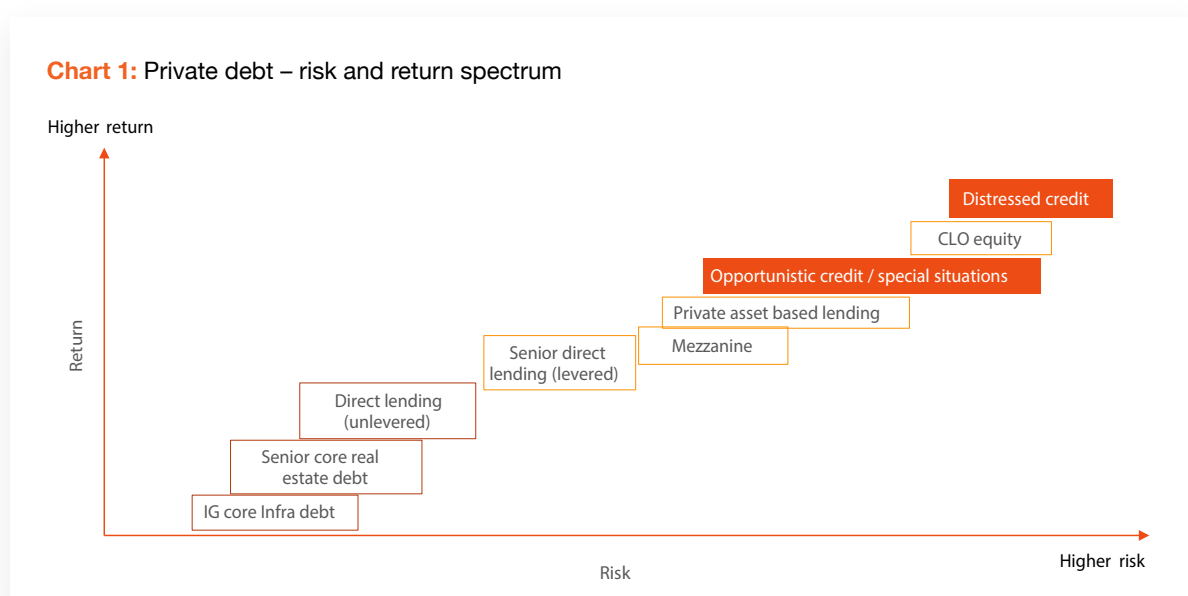 Chart 1: Private debt – risk and return spectrum
Higher return
Distressed credit
CLO equity
Opportunistic credit / special situations
Private asset based lending
Mezzanine
Senior direct
lending (levered)
Return
Direct lending
(unlevered)
Senior core real
estate debt
IG core Infra debt
Higher risk
Risk